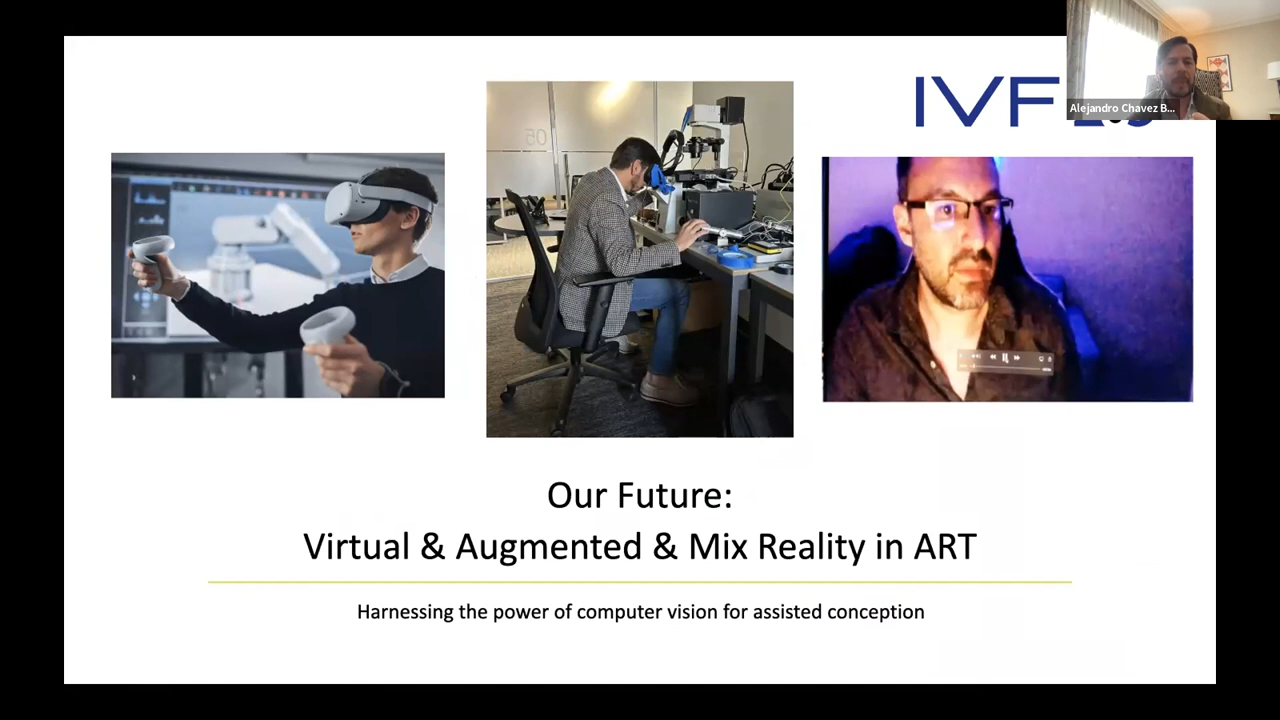 IVF
Alejandro Chavez B...
05
Our Future:
Virtual & Augmented & Mix Reality in ART
Harnessing the power of computer vision for assisted conception